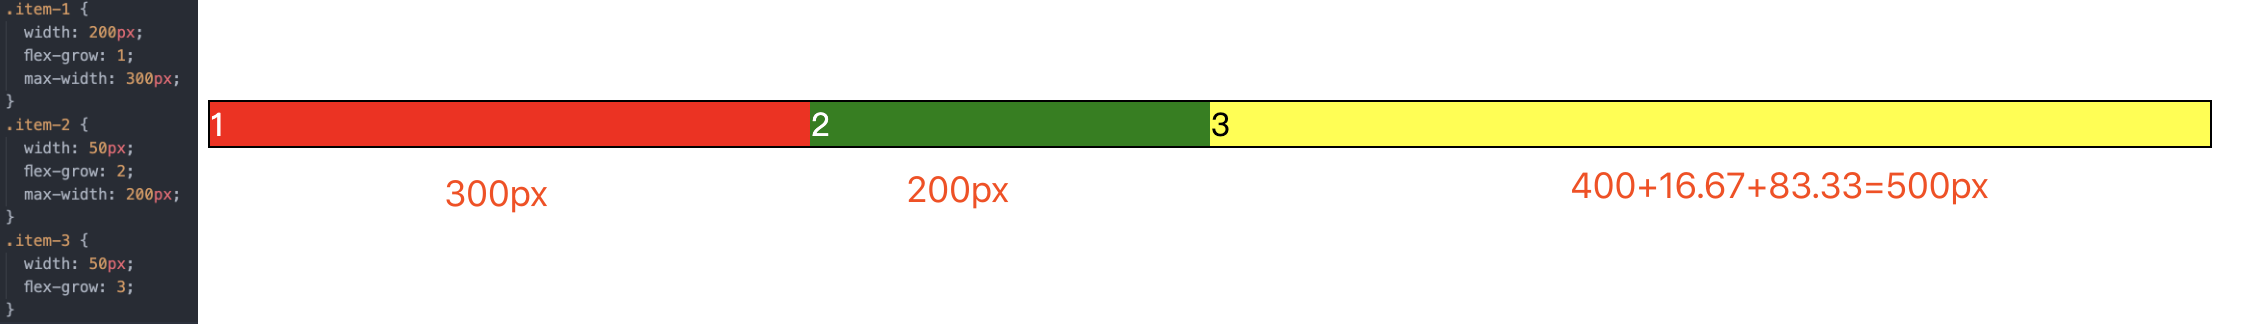 .item-1 {
width: 200px;
flex-grow: 1;
max-width: 300px;
}
.item-2 {
width: 50px;
flex-grow: 2;
max-width: 200px;
}
.item-3 {
width: 50px;
flex-grow: 3;
}
1
2
3
300px
200px
400+16.67+83.33=500px